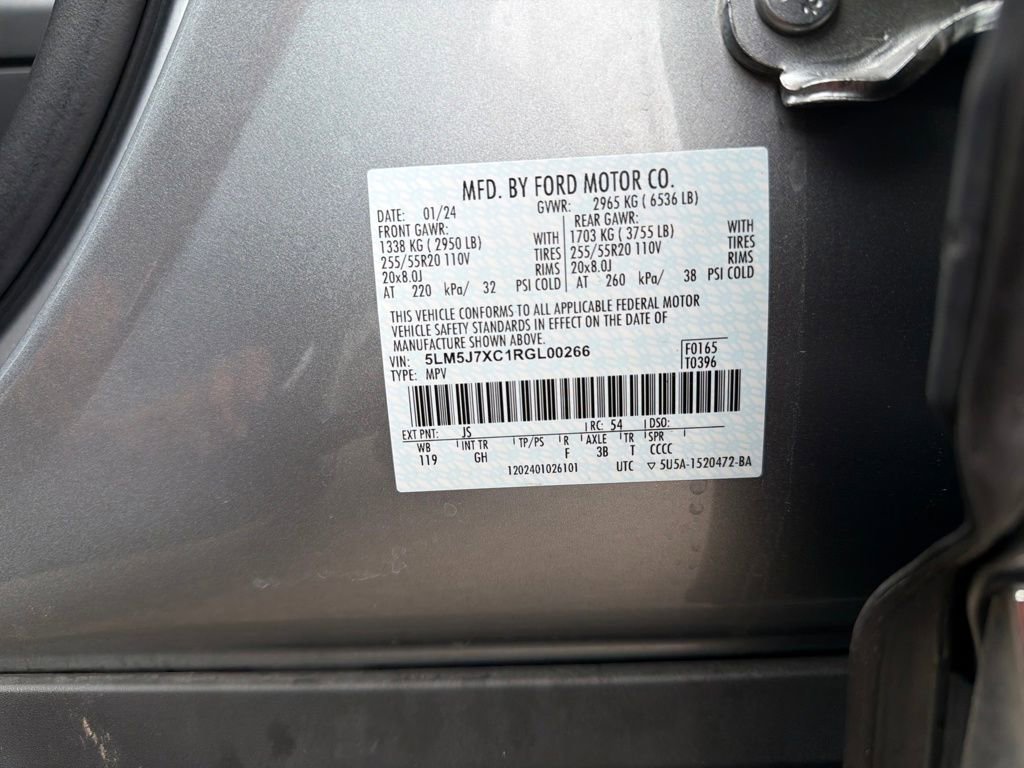 MFD. BY FORD MOTOR CO.
DATE: 01/24 GVWR: 2965 KG ( 6536 LB)
FRONT GAWR: REAR GAWR:
1338 KG ( 2950 LB) WITH 1703 KG ( 3755 LB) WITH
255/55R20 110V TIRES 255/55R20 110V TIRES
20x8.0J RIMS 20x8.0J RIMS
AT 220 kPa/ 32 PSI COLD AT 260 kPa/ 38 PSI COLD
THIS VEHICLE CONFORMS TO ALL APPLICABLE FEDERAL MOTOR
VEHICLE SAFETY STANDARDS IN EFFECT ON THE DATE OF
MANUFACTURE SHOWN ABOVE.
VIN: 5LM5J7XC1RGL00266 F0165
TYPE: MPV T0396
EXT PNT: JS RC: 54 DSO:
WB INT TR TP/PS R AXLE TR SPR
119 GH F 3B T CCCC
1202401026101 UTC ▽ 5U5A-1520472-BA